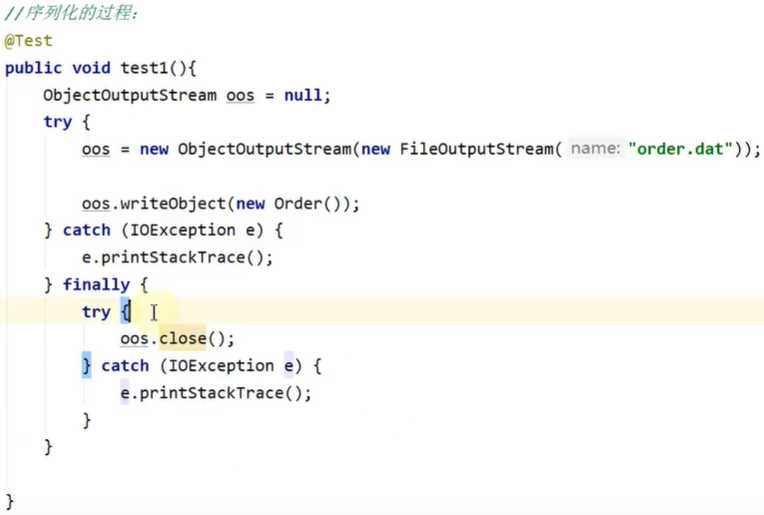 //序列化的过程：
@Test
public void test1(){
ObjectOutputStream oos = null;
try {
oos = new ObjectOutputStream(new FileOutputStream( name: "order.dat"));
oos.writeObject(new Order());
} catch (IOException e) {
e.printStackTrace();
} finally {
try {
oos.close();
} catch (IOException e) {
e.printStackTrace();
}
}
}